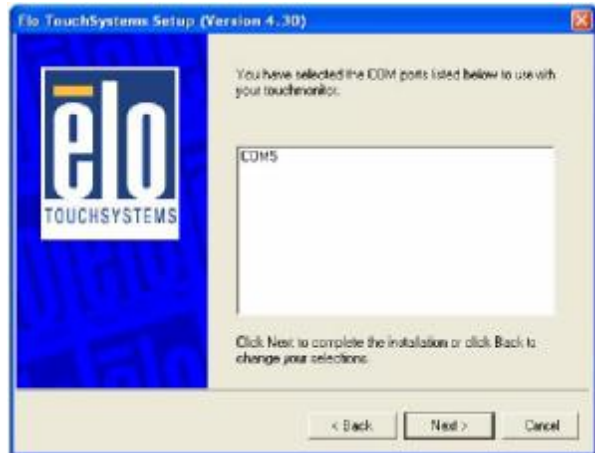 Elo TouchSystems Setup (Version 4.30)
You have selected the COM ports listed below to use with
your touchmonitor.
COM5
elo
TOUCHSYSTEMS
Click Next to complete the installation or click Back to
change your selections.
< Back
Next >
Cancel